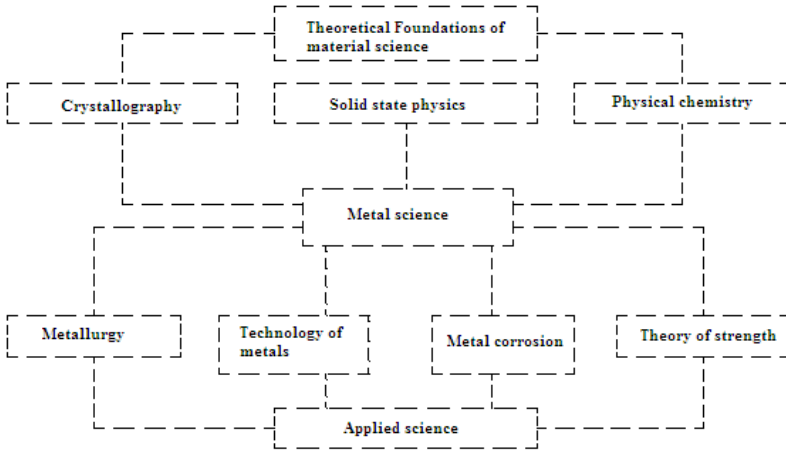 Theoretical Foundations of
material science
Crystallography
Solid state physics
Physical chemistry
Metal science
Metallurgy
Technology of
metals
Metal corrosion
Theory of strength
Applied science